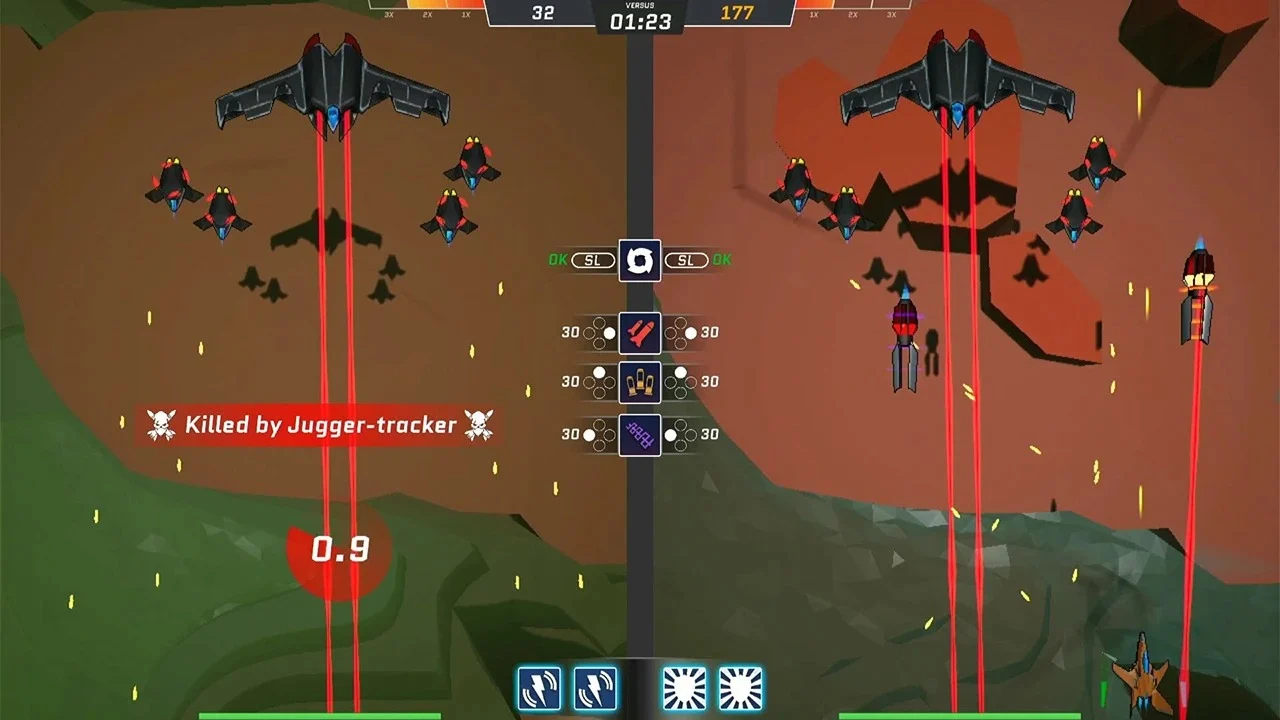 VERSUS
32 01:23 177
3X 2X 1X 1X 2X 3X
OK SL SL OK
30 30
30 30
Killed by Jugger-tracker
30 30
0.9